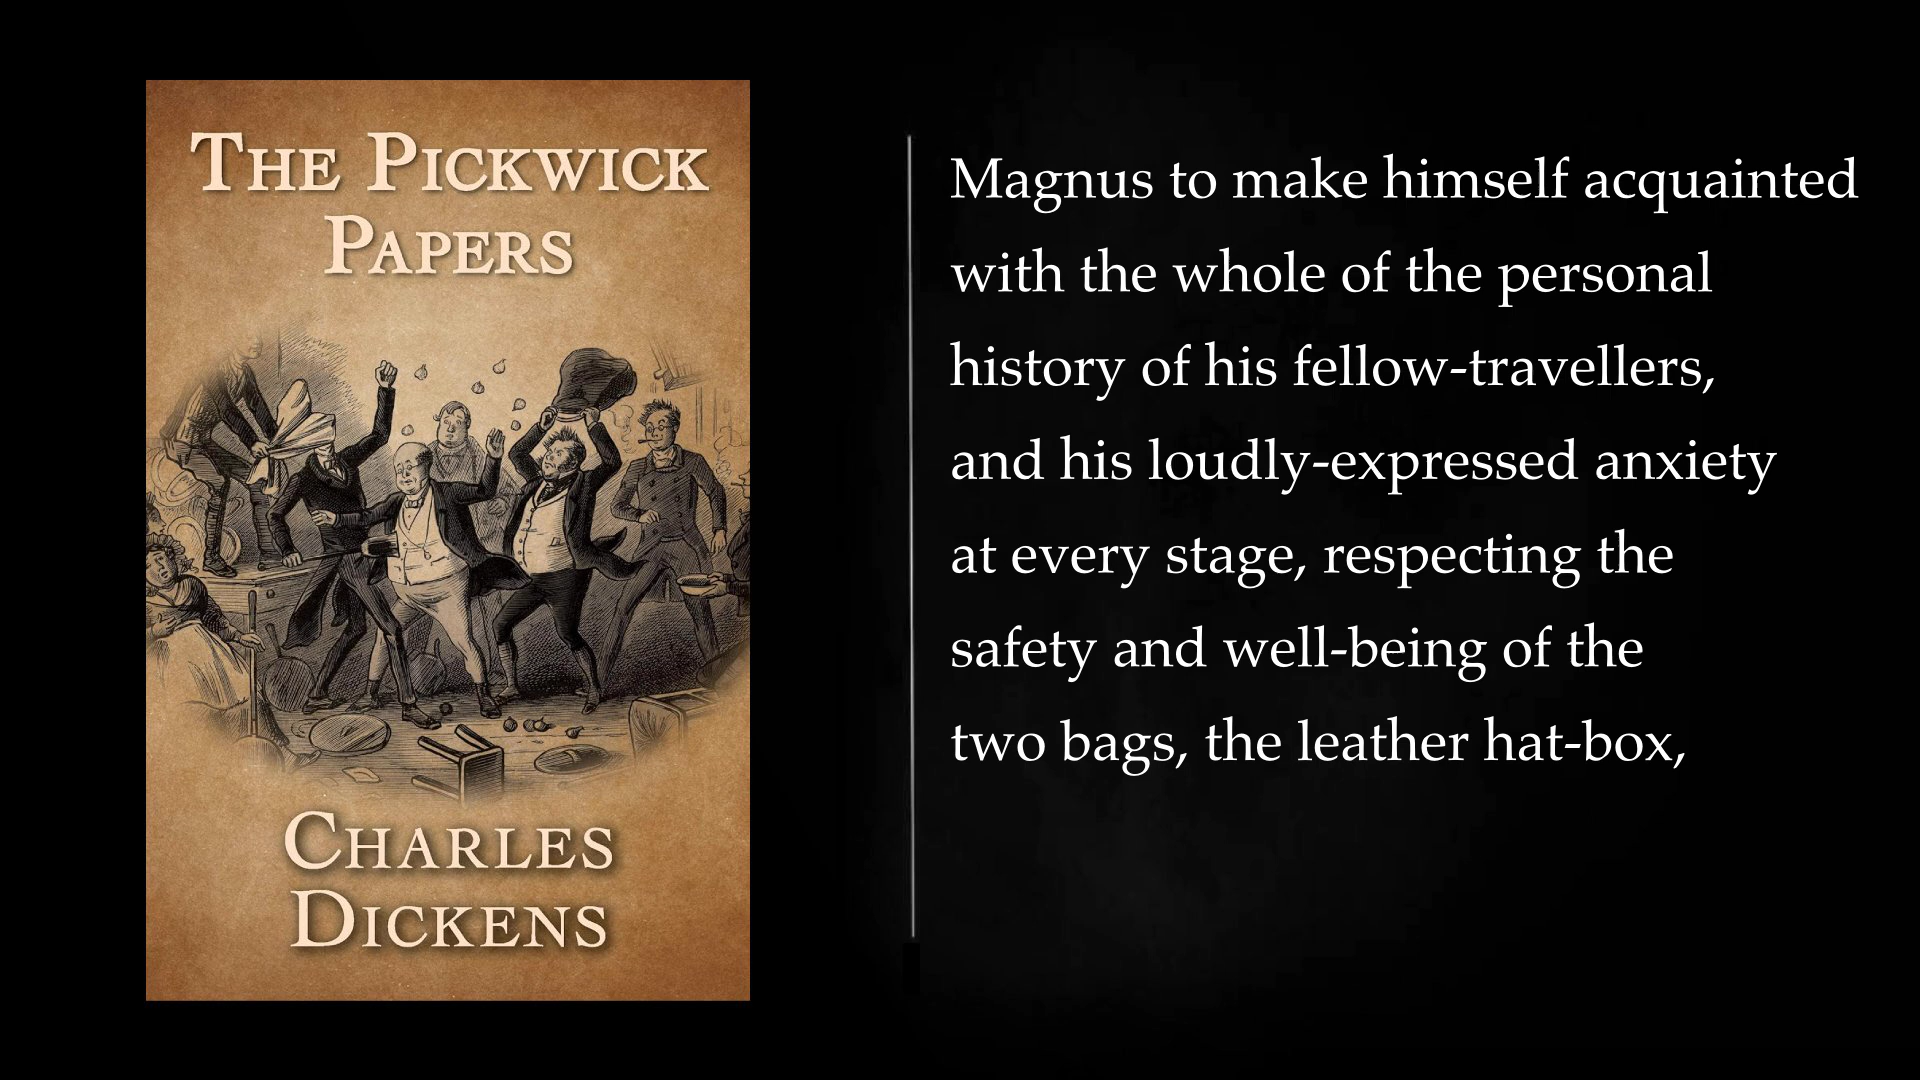 The Pickwick
Papers
Charles
Dickens
Magnus to make himself acquainted
with the whole of the personal
history of his fellow-travellers,
and his loudly-expressed anxiety
at every stage, respecting the
safety and well-being of the
two bags, the leather hat-box,